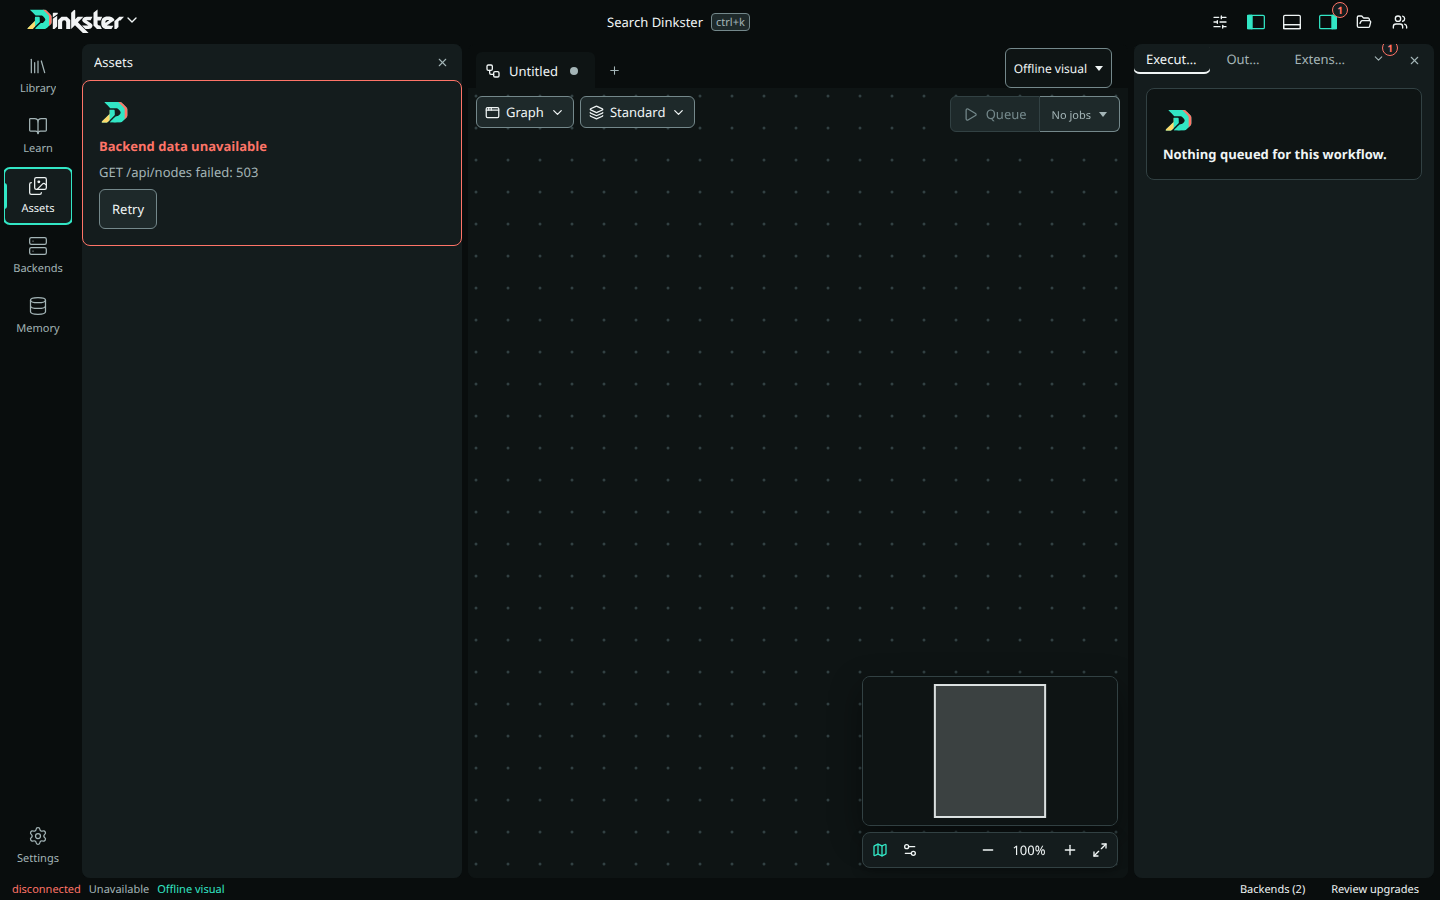 Dinkster
Search Dinkster ctrl+k
1
Library
Learn
Assets
Backends
Memory
Settings
Assets
Backend data unavailable
GET /api/nodes failed: 503
Retry
Untitled
Offline visual
Graph
Standard
Queue
No jobs
100%
Execut...
Out...
Extens...
1
Nothing queued for this workflow.
disconnected Unavailable Offline visual
Backends (2) Review upgrades